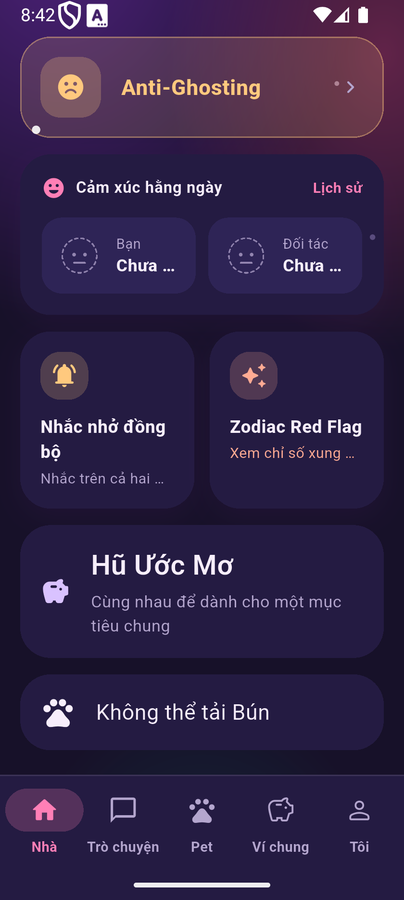 8:42
A
Anti-Ghosting
Cảm xúc hằng ngày
Lịch sử
Bạn
Chưa ...
Đối tác
Chưa ...
Nhắc nhở đồng
bộ
Nhắc trên cả hai ...
Zodiac Red Flag
Xem chỉ số xung ...
Hũ Ước Mơ
Cùng nhau để dành cho một mục
tiêu chung
Không thể tải Bún
Nhà
Trò chuyện
Pet
Ví chung
Tôi